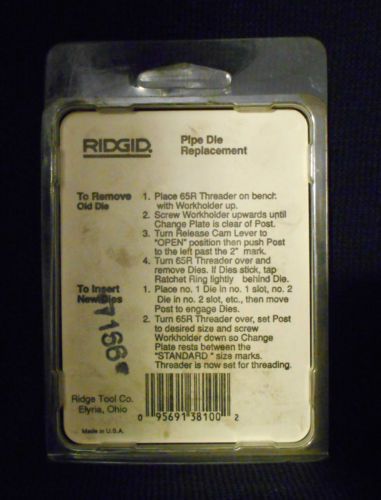 RIDGID.
Pipe Die
Replacement
To Remove
Old Die
1. Place 65R Threader on bench
with Workholder up.
2. Screw Workholder upwards until
Change Plate is clear of Post.
3. Turn Release Cam Lever to
"OPEN" position then push Post
to the left past the 2" mark.
4. Turn 65R Threader over and
remove Dies. If Dies stick, tap
Ratchet Ring lightly behind Die.
To Insert
New Dies
1. Place no. 1 Die in no. 1 slot, no. 2
Die in no. 2 slot, etc., then move
Post to engage Dies.
2. Turn 65R Threader over, set Post
to desired size and screw
Workholder down so Change
Plate rests between the
"STANDARD" size marks.
Threader is now set for threading.
Ridge Tool Co.
Elyria, Ohio
Made in U.S.A.
0 95691 38100 2